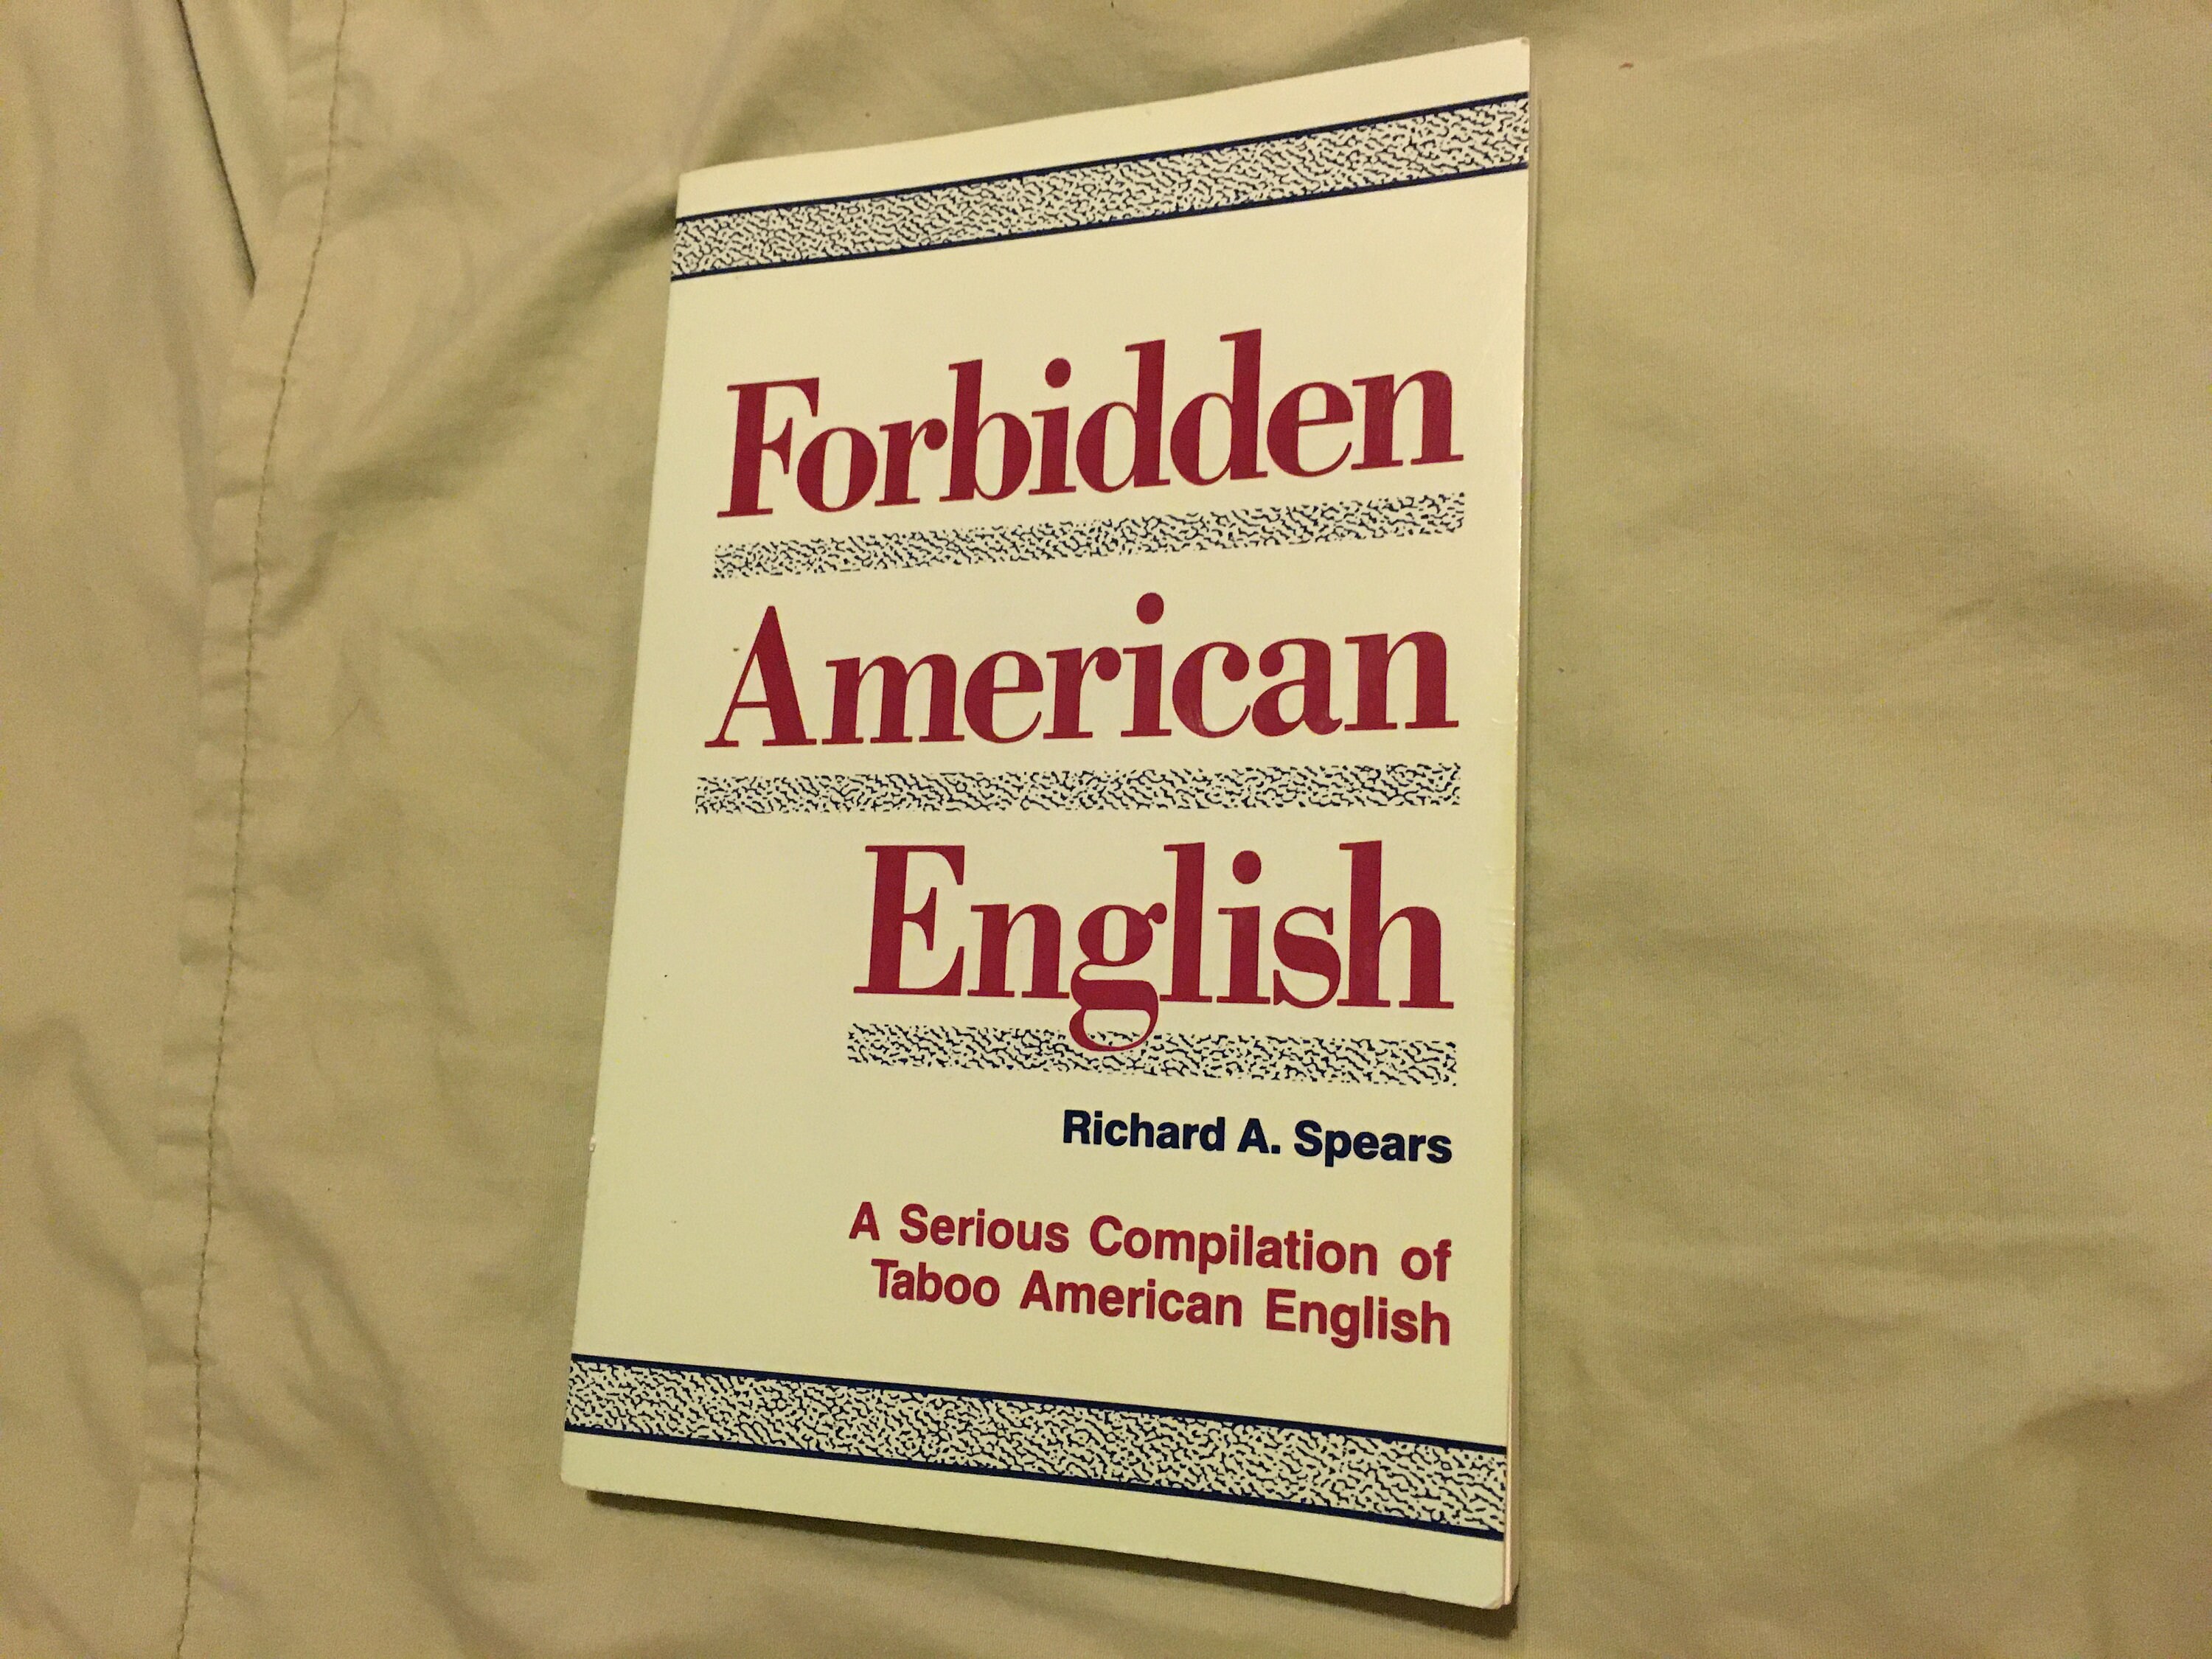 Forbidden
American
English
Richard A. Spears
A Serious Compilation of
Taboo American English